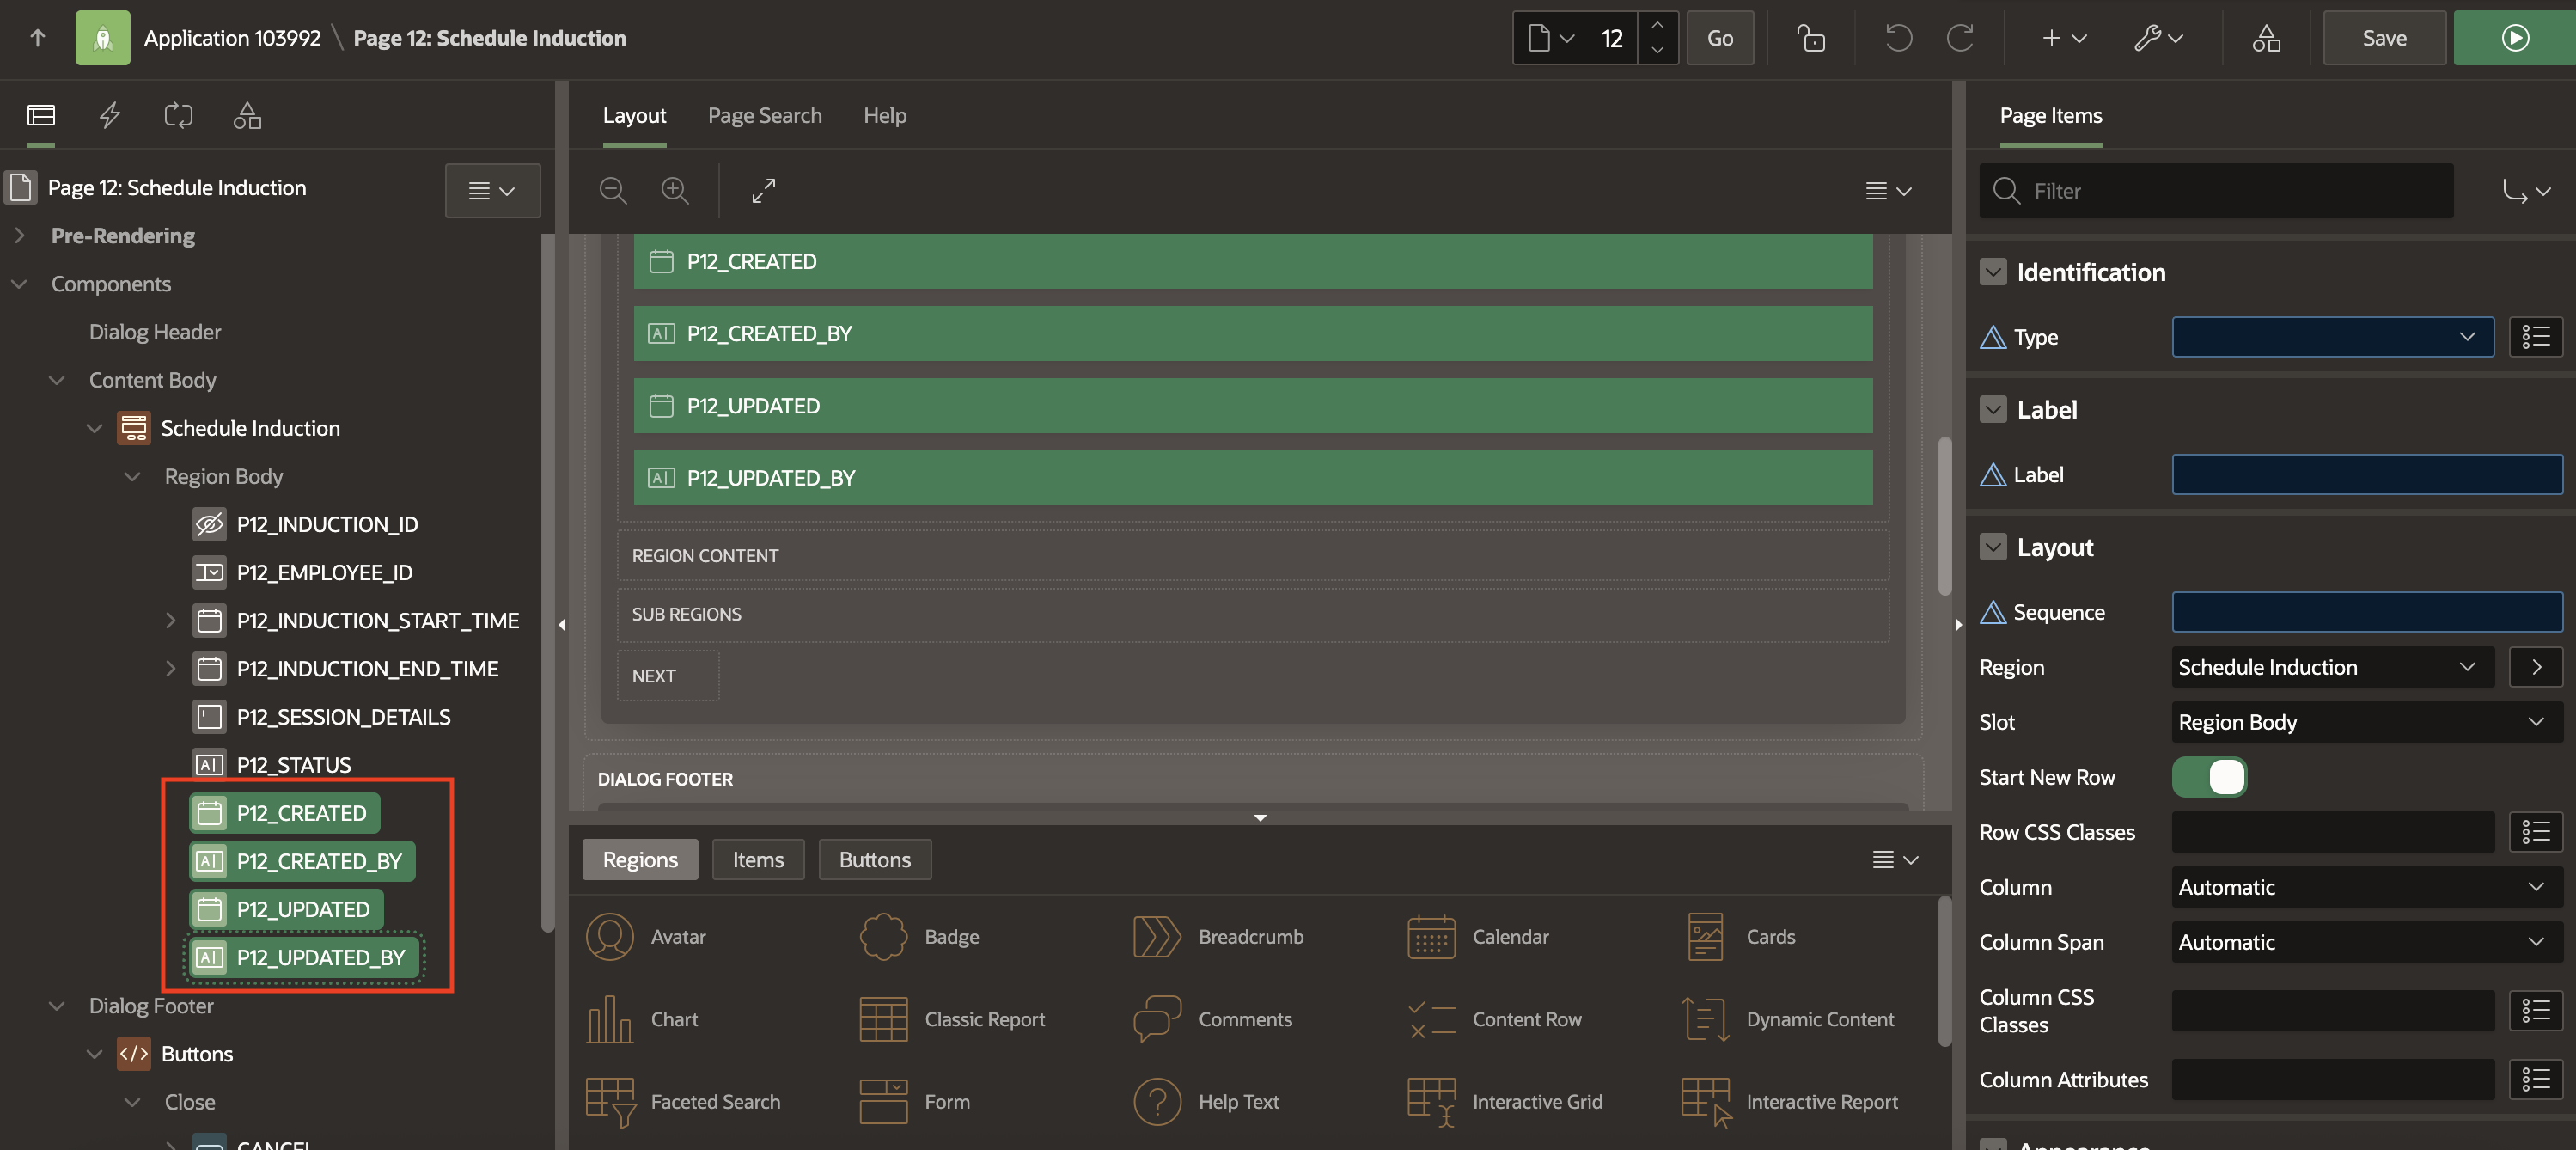 Application 103992 \ Page 12: Schedule Induction
12
Go
Save
Page 12: Schedule Induction
Pre-Rendering
Components
Dialog Header
Content Body
Schedule Induction
Region Body
P12_INDUCTION_ID
P12_EMPLOYEE_ID
P12_INDUCTION_START_TIME
P12_INDUCTION_END_TIME
P12_SESSION_DETAILS
P12_STATUS
P12_CREATED
P12_CREATED_BY
P12_UPDATED
P12_UPDATED_BY
Dialog Footer
Buttons
Close
CANCEL
Layout
Page Search
Help
P12_CREATED
P12_CREATED_BY
P12_UPDATED
P12_UPDATED_BY
REGION CONTENT
SUB REGIONS
NEXT
DIALOG FOOTER
Regions
Items
Buttons
Avatar
Badge
Breadcrumb
Calendar
Cards
Chart
Classic Report
Comments
Content Row
Dynamic Content
Faceted Search
Form
Help Text
Interactive Grid
Interactive Report
Page Items
Filter
Identification
Type
Label
Label
Layout
Sequence
Region
Schedule Induction
Slot
Region Body
Start New Row
Row CSS Classes
Column
Automatic
Column Span
Automatic
Column CSS
Classes
Column Attributes
Appearance